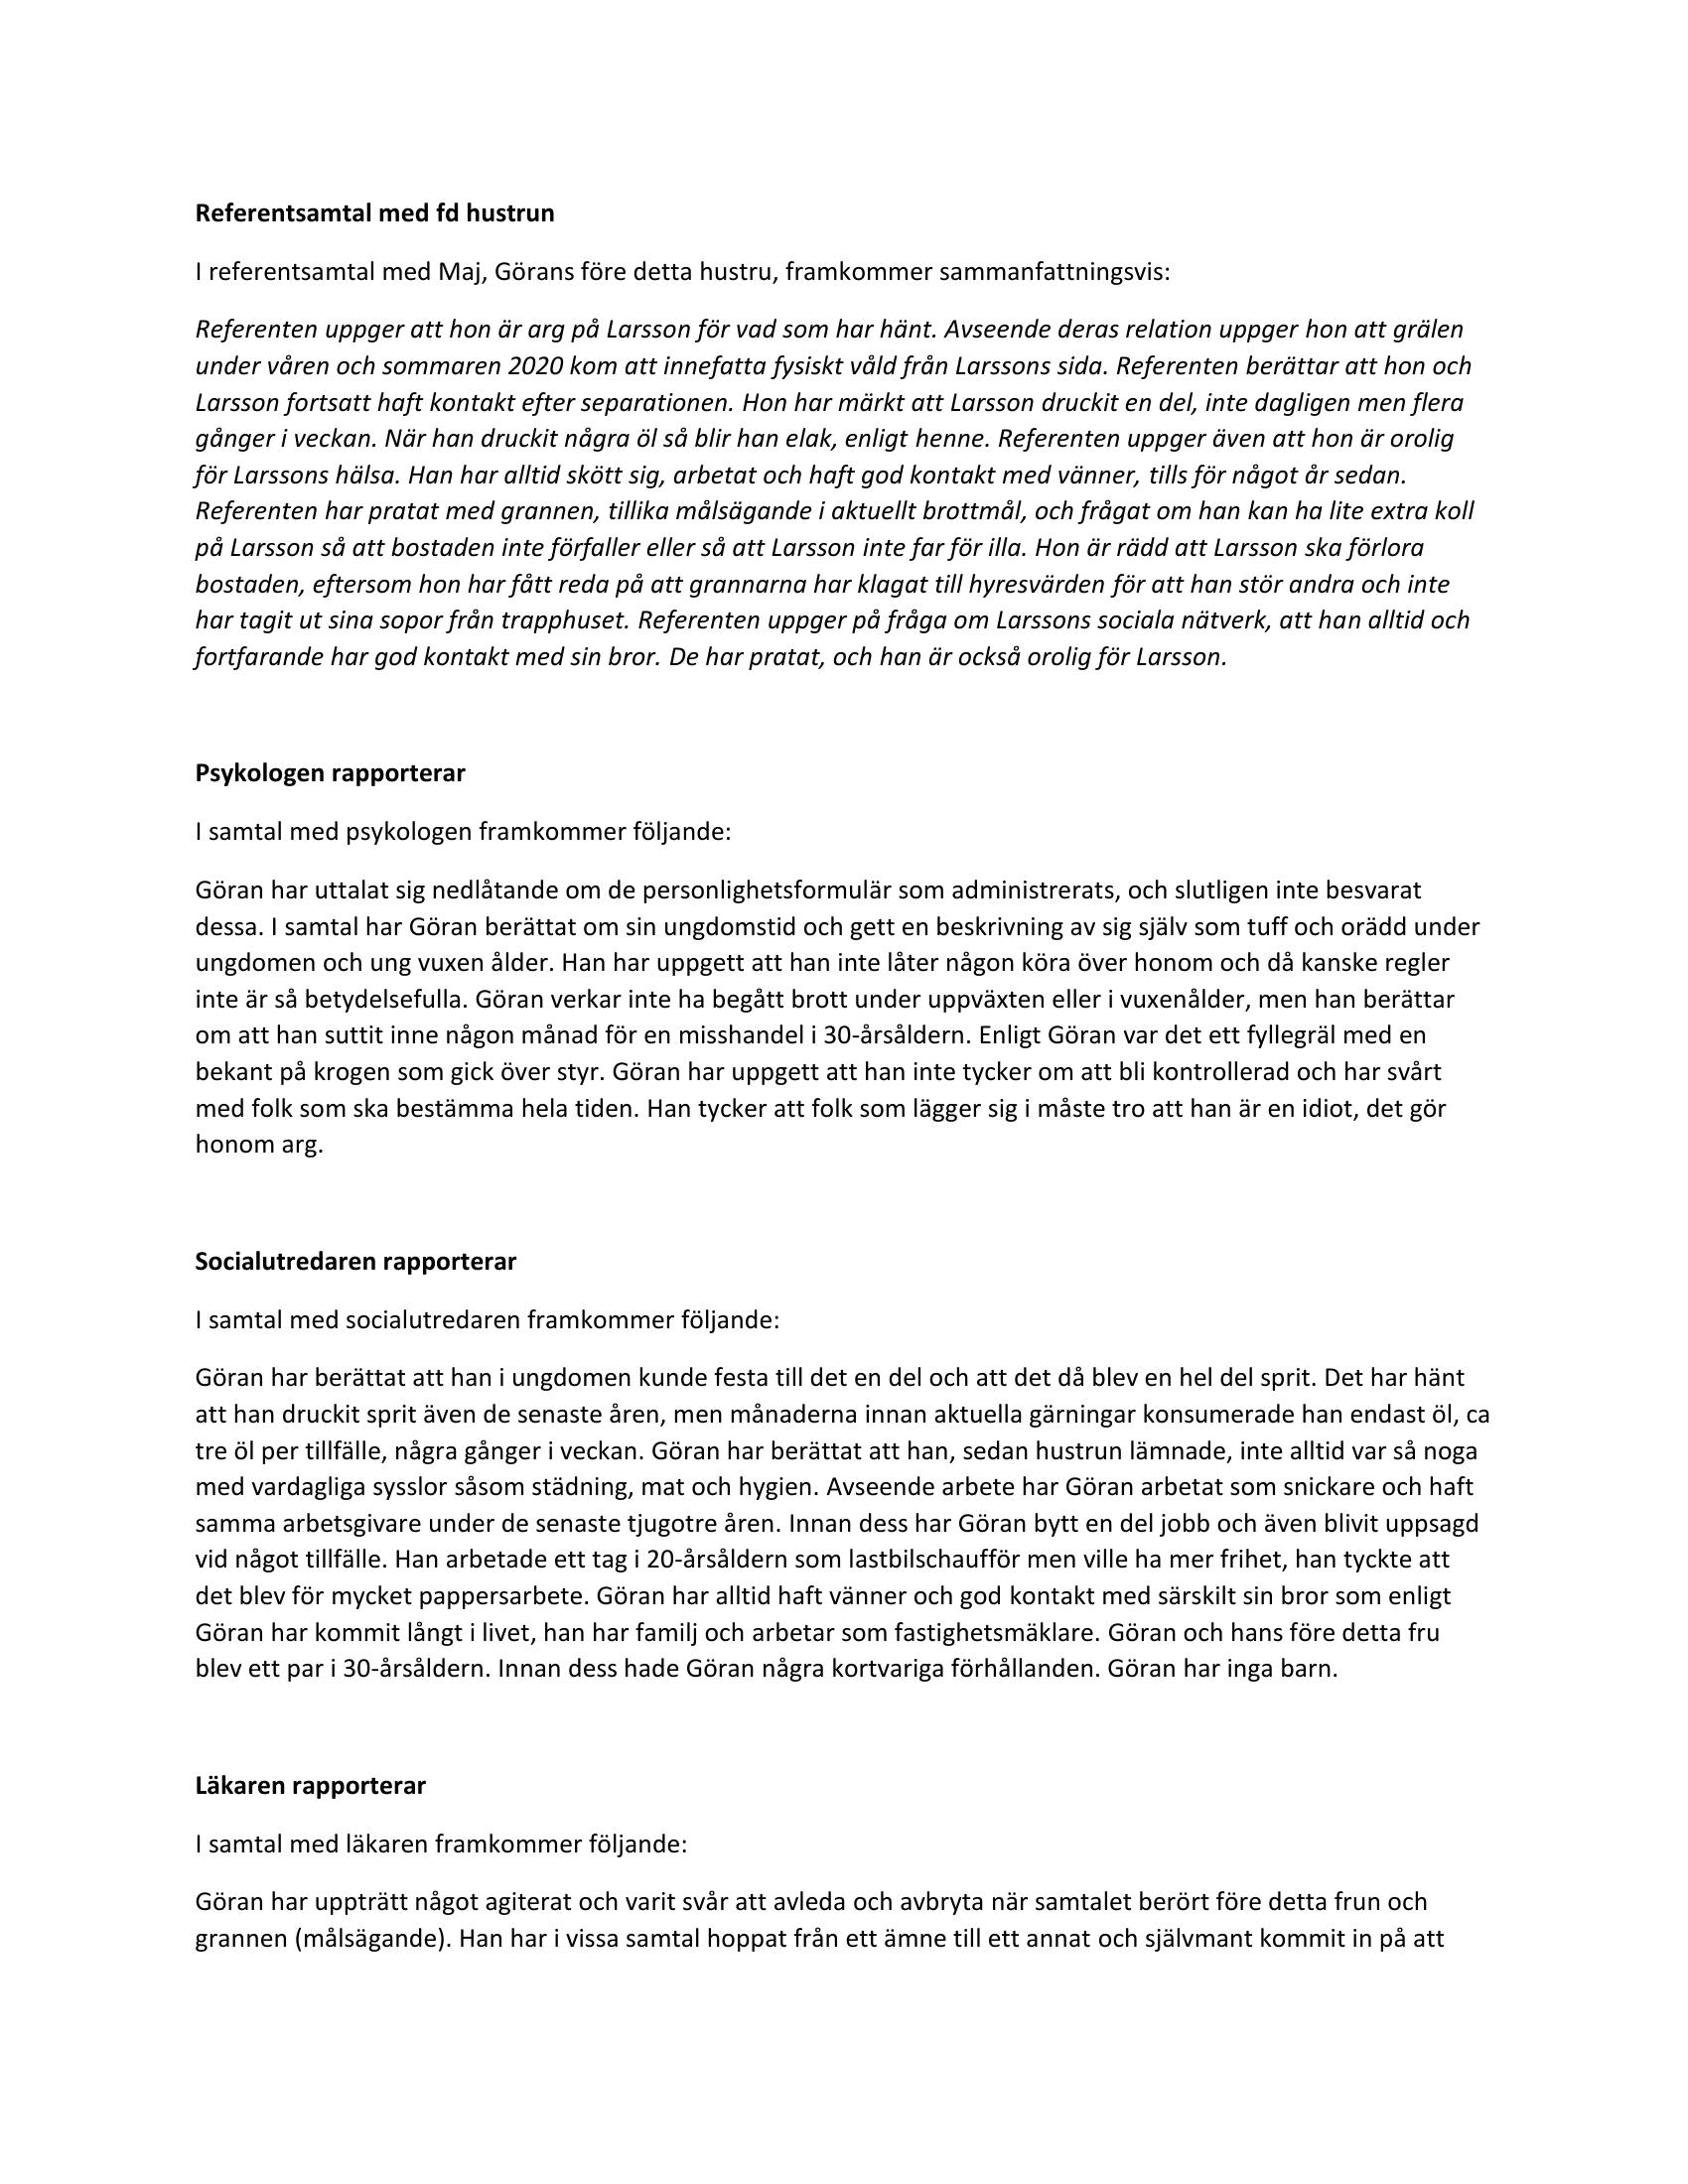 Referentsamtal med fd hustrun
I referentsamtal med Maj, Görans före detta hustru, framkommer sammanfattningsvis:
Referenten uppger att hon är arg på Larsson för vad som har hänt. Avseende deras relation uppger hon att grälen
under våren och sommaren 2020 kom att innefatta fysiskt våld från Larssons sida. Referenten berättar att hon och
Larsson fortsatt haft kontakt efter separationen. Hon har märkt att Larsson druckit en del, inte dagligen men flera
gånger i veckan. När han druckit några öl så blir han elak, enligt henne. Referenten uppger även att hon är orolig
för Larssons hälsa. Han har alltid skött sig, arbetat och haft god kontakt med vänner, tills för något år sedan.
Referenten har pratat med grannen, tillika målsägande i aktuellt brottmål, och frågat om han kan ha lite extra koll
på Larsson så att bostaden inte förfaller eller så att Larsson inte far för illa. Hon är rädd att Larsson ska förlora
bostaden, eftersom hon har fått reda på att grannarna har klagat till hyresvärden för att han stör andra och inte
har tagit ut sina sopor från trapphuset. Referenten uppger på fråga om Larssons sociala nätverk, att han alltid och
fortfarande har god kontakt med sin bror. De har pratat, och han är också orolig för Larsson.
Psykologen rapporterar
I samtal med psykologen framkommer följande:
Göran har uttalat sig nedlåtande om de personlighetsformulär som administrerats, och slutligen inte besvarat
dessa. I samtal har Göran berättat om sin ungdomstid och gett en beskrivning av sig själv som tuff och orädd under
ungdomen och ung vuxen ålder. Han har uppgett att han inte låter någon köra över honom och då kanske regler
inte är så betydelsefulla. Göran verkar inte ha begått brott under uppväxten eller i vuxenålder, men han berättar
om att han suttit inne någon månad för en misshandel i 30-årsåldern. Enligt Göran var det ett fyllegräl med en
bekant på krogen som gick över styr. Göran har uppgett att han inte tycker om att bli kontrollerad och har svårt
med folk som ska bestämma hela tiden. Han tycker att folk som lägger sig i måste tro att han är en idiot, det gör
honom arg.
Socialutredaren rapporterar
I samtal med socialutredaren framkommer följande:
Göran har berättat att han i ungdomen kunde festa till det en del och att det då blev en hel del sprit. Det har hänt
att han druckit sprit även de senaste åren, men månaderna innan aktuella gärningar konsumerade han endast öl, ca
tre öl per tillfälle, några gånger i veckan. Göran har berättat att han, sedan hustrun lämnade, inte alltid var så noga
med vardagliga sysslor såsom städning, mat och hygien. Avseende arbete har Göran arbetat som snickare och haft
samma arbetsgivare under de senaste tjugotre åren. Innan dess har Göran bytt en del jobb och även blivit uppsagd
vid något tillfälle. Han arbetade ett tag i 20-årsåldern som lastbilschaufför men ville ha mer frihet, han tyckte att
det blev för mycket pappersarbete. Göran har alltid haft vänner och god kontakt med särskilt sin bror som enligt
Göran har kommit långt i livet, han har familj och arbetar som fastighetsmäklare. Göran och hans före detta fru
blev ett par i 30-årsåldern. Innan dess hade Göran några kortvariga förhållanden. Göran har inga barn.
Läkaren rapporterar
I samtal med läkaren framkommer följande:
Göran har uppträtt något agiterat och varit svår att avleda och avbryta när samtalet berört före detta frun och
grannen (målsägande). Han har i vissa samtal hoppat från ett ämne till ett annat och självmant kommit in på att